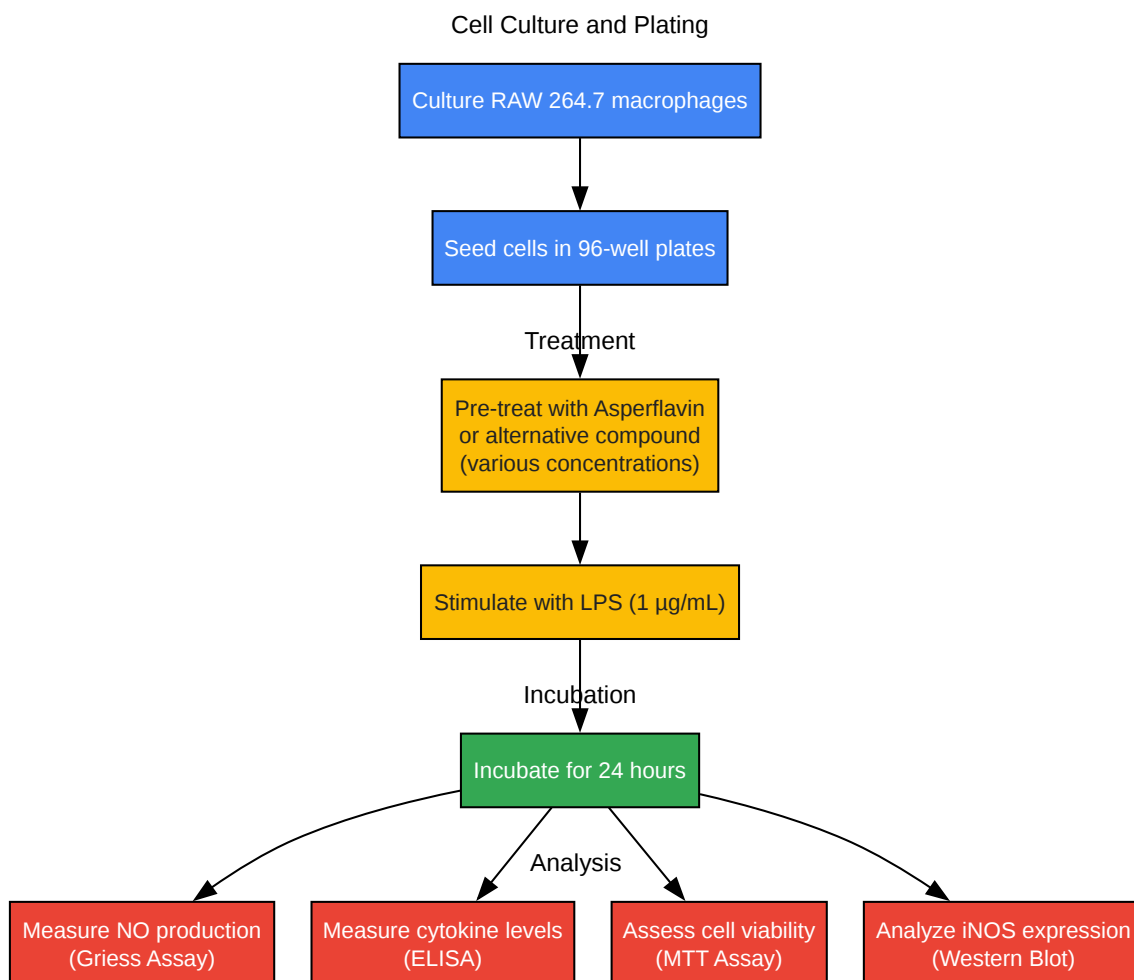 Cell Culture and Plating
Culture RAW 264.7 macrophages
Seed cells in 96-well plates
Treatment
Pre-treat with Asperflavin
or alternative compound
(various concentrations)
Stimulate with LPS (1 µg/mL)
Incubation
Incubate for 24 hours
Analysis
Measure NO production
(Griess Assay)
Measure cytokine levels
(ELISA)
Assess cell viability
(MTT Assay)
Analyze iNOS expression
(Western Blot)